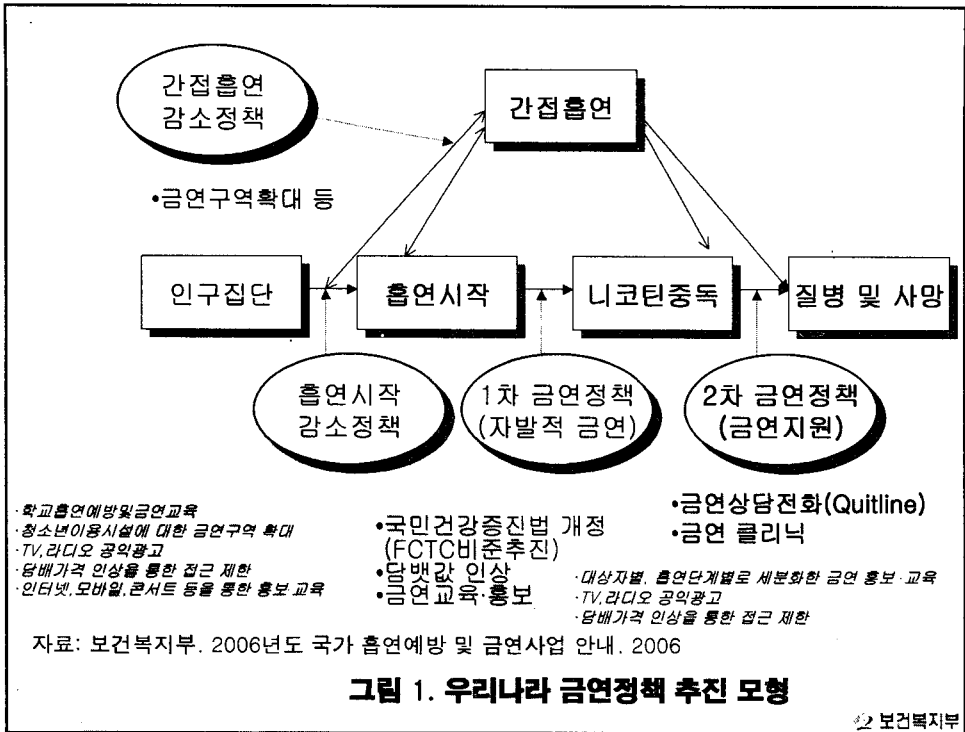 간접흡연
감소정책
간접흡연
•금연구역확대 등
인구집단
흡연시작
니코틴중독
질병 및 사망
흡연시작
감소정책
1차 금연정책
(자발적 금연)
2차 금연정책
(금연지원)
·학교흡연예방및금연교육
·청소년이용시설에 대한 금연구역 확대
·TV,라디오 공익광고
·담배가격 인상을 통한 접근 제한
·인터넷,모바일,콘서트 등을 통한 홍보·교육
•국민건강증진법 개정
(FCTC비준추진)
•담뱃값 인상
•금연교육·홍보
•금연상담전화(Quitline)
•금연 클리닉
·대상자별, 흡연단계별로 세분화한 금연 홍보·교육
·TV,라디오 공익광고
·담배가격 인상을 통한 접근 제한
자료: 보건복지부. 2006년도 국가 흡연예방 및 금연사업 안내. 2006
그림 1. 우리나라 금연정책 추진 모형
보건복지부